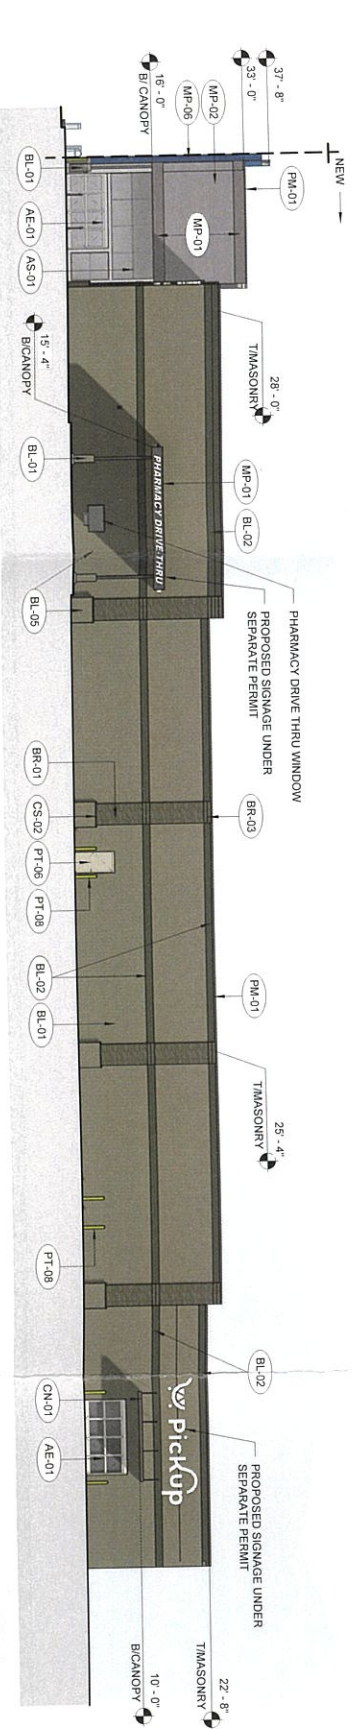 NEW
37' - 8"
33' - 0"
MP-02
MP-06
16' - 0"
B/ CANOPY
PM-01
MP-01
BL-01
AE-01
AS-01
28' - 0"
T/MASONRY
15' - 4"
B/CANOPY
MP-01
BL-02
PHARMACY DRIVE-THRU
BL-01
BL-05
PHARMACY DRIVE THRU WINDOW
PROPOSED SIGNAGE UNDER
SEPARATE PERMIT
BR-03
BR-01
CS-02
PT-06
PT-08
BL-02
BL-01
PM-01
25' - 4"
T/MASONRY
PT-08
BL-02
PROPOSED SIGNAGE UNDER
SEPARATE PERMIT
Pickup
CN-01
AE-01
22' - 8"
T/MASONRY
10' - 0"
B/CANOPY